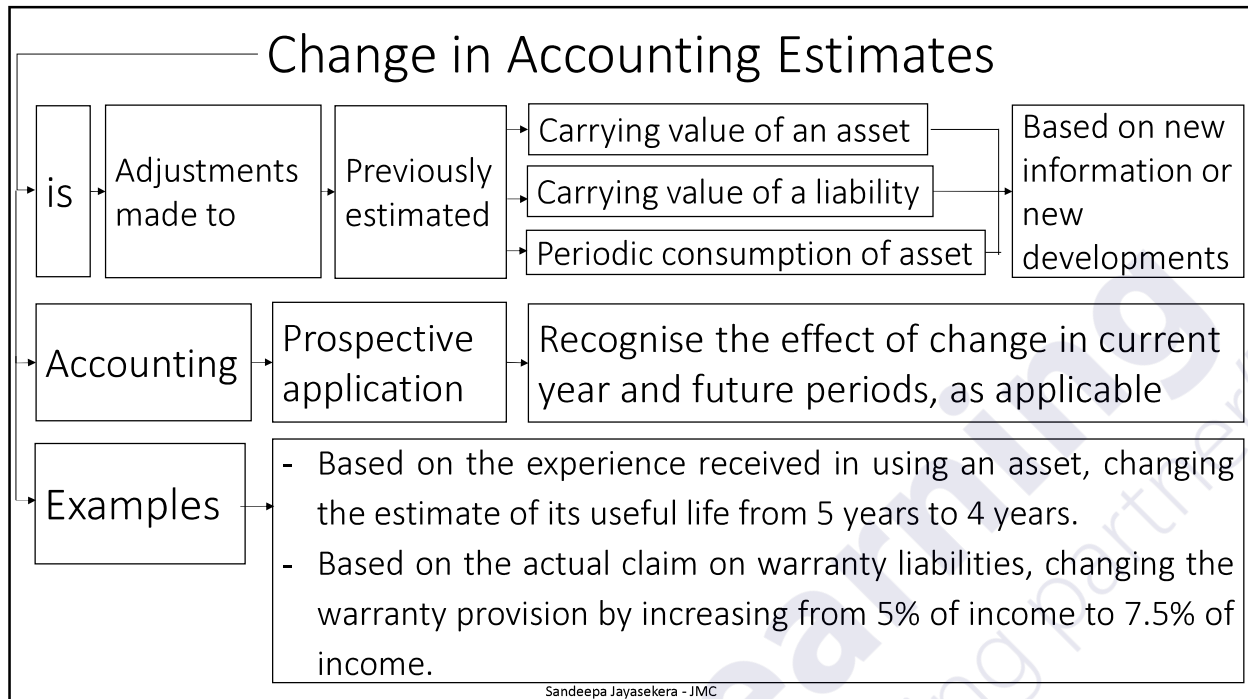 Change in Accounting Estimates
is
Adjustments
made to
Previously
estimated
Carrying value of an asset
Carrying value of a liability
Periodic consumption of asset
Based on new
information or
new
developments
Accounting
Prospective
application
Recognise the effect of change in current
year and future periods, as applicable
Examples
- Based on the experience received in using an asset, changing
the estimate of its useful life from 5 years to 4 years.
- Based on the actual claim on warranty liabilities, changing the
warranty provision by increasing from 5% of income to 7.5% of
income.
Sandeepa Jayasekera - JMC